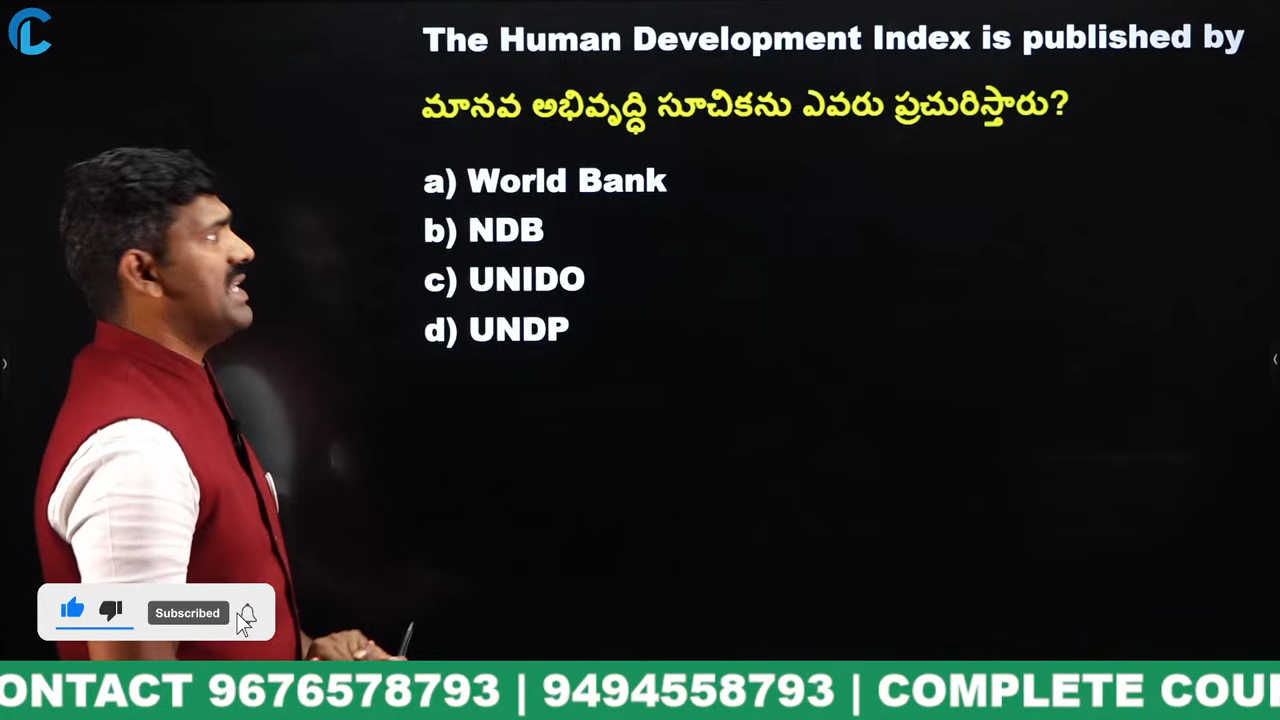 The Human Development Index is published by
మానవ అభివృద్ధి సూచికను ఎవరు ప్రచురిస్తారు?
a) World Bank
b) NDB
c) UNIDO
d) UNDP
Subscribed
ONTACT 9676578793 | 9494558793 | COMPLETE COU